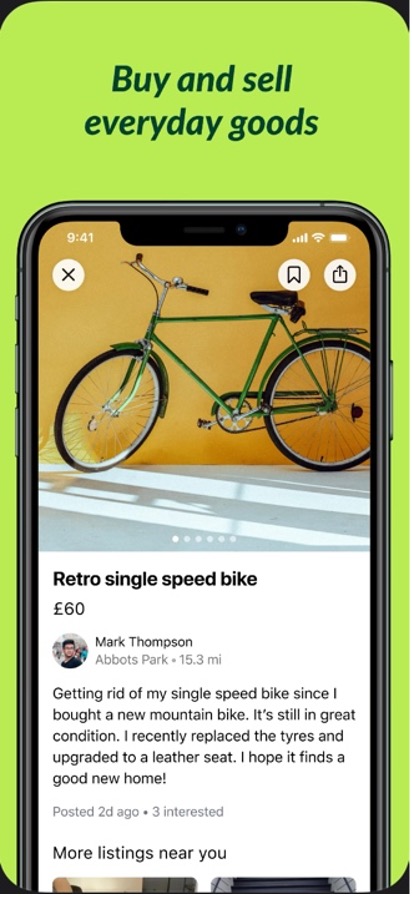 Buy and sell
everyday goods
9:41
Retro single speed bike
£60
Mark Thompson
Abbots Park • 15.3 mi
Getting rid of my single speed bike since I
bought a new mountain bike. It’s still in great
condition. I recently replaced the tyres and
upgraded to a leather seat. I hope it finds a
good new home!
Posted 2d ago • 3 interested
More listings near you